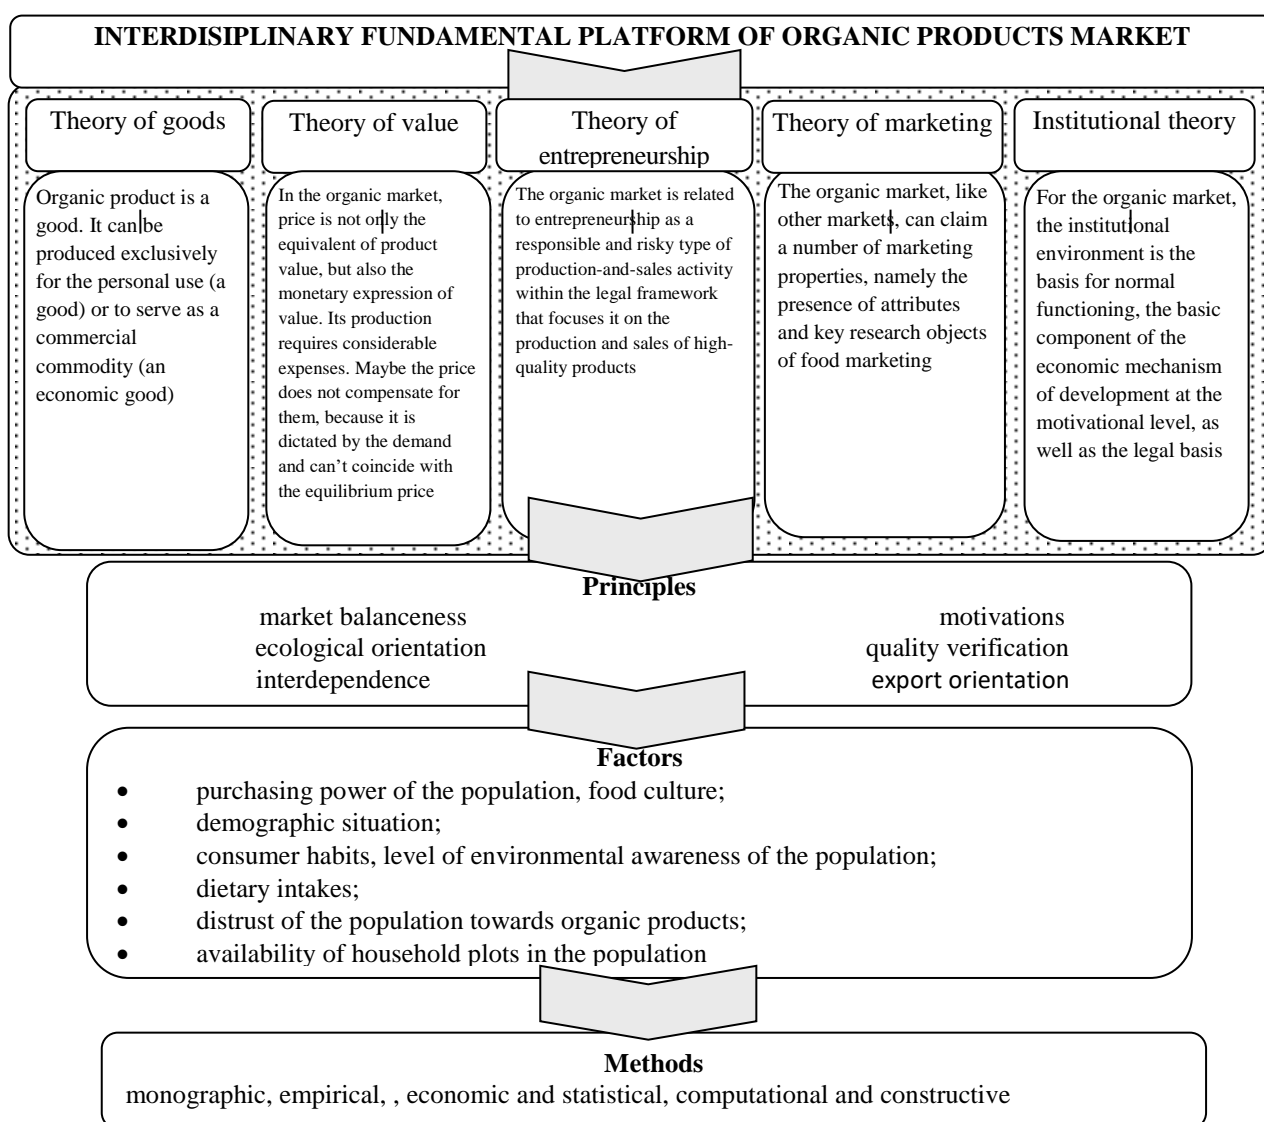 INTERDISIPLINARY FUNDAMENTAL PLATFORM OF ORGANIC PRODUCTS MARKET
Theory of goods
Organic product is a
good. It can be
produced exclusively
for the personal use (a
good) or to serve as a
commercial
commodity (an
economic good)
Theory of value
In the organic market,
price is not only the
equivalent of product
value, but also the
monetary expression of
value. Its production
requires considerable
expenses. Maybe the price
does not compensate for
them, because it is
dictated by the demand
and can’t coincide with
the equilibrium price
Theory of
entrepreneurship
The organic market is related
to entrepreneurship as a
responsible and risky type of
production-and-sales activity
within the legal framework
that focuses it on the
production and sales of high-
quality products
Theory of marketing
The organic market, like
other markets, can claim
a number of marketing
properties, namely the
presence of attributes
and key research objects
of food marketing
Institutional theory
For the organic market,
the institutional
environment is the
basis for normal
functioning, the basic
component of the
economic mechanism
of development at the
motivational level, as
well as the legal basis
Principles
market balanceness motivations
ecological orientation quality verification
interdependence export orientation
Factors
• purchasing power of the population, food culture;
• demographic situation;
• consumer habits, level of environmental awareness of the population;
• dietary intakes;
• distrust of the population towards organic products;
• availability of household plots in the population
Methods
monographic, empirical, , economic and statistical, computational and constructive